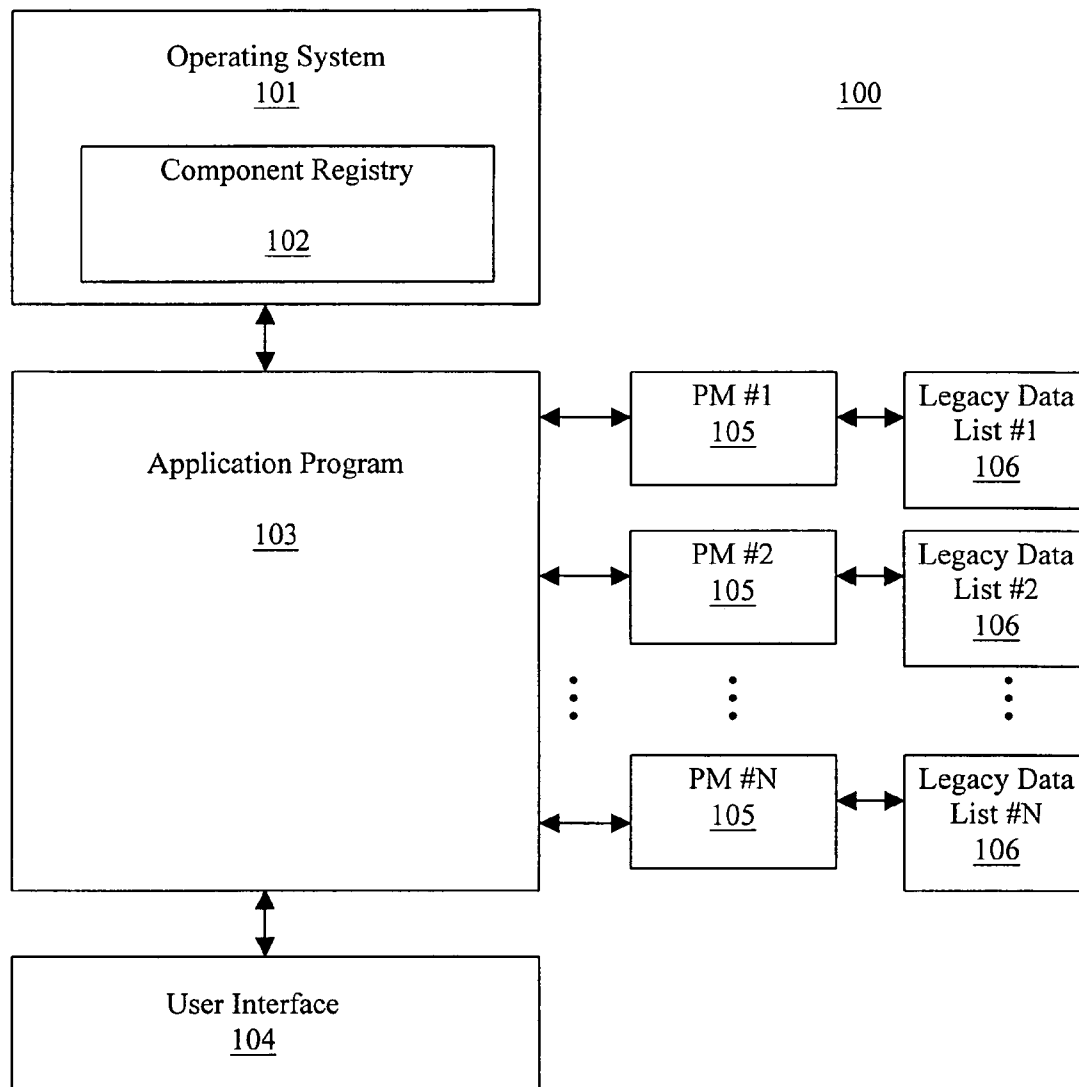 Operating System
101
100
Component Registry
102
Application Program
103
PM #1
105
Legacy Data
List #1
106
PM #2
105
Legacy Data
List #2
106
PM #N
105
Legacy Data
List #N
106
User Interface
104